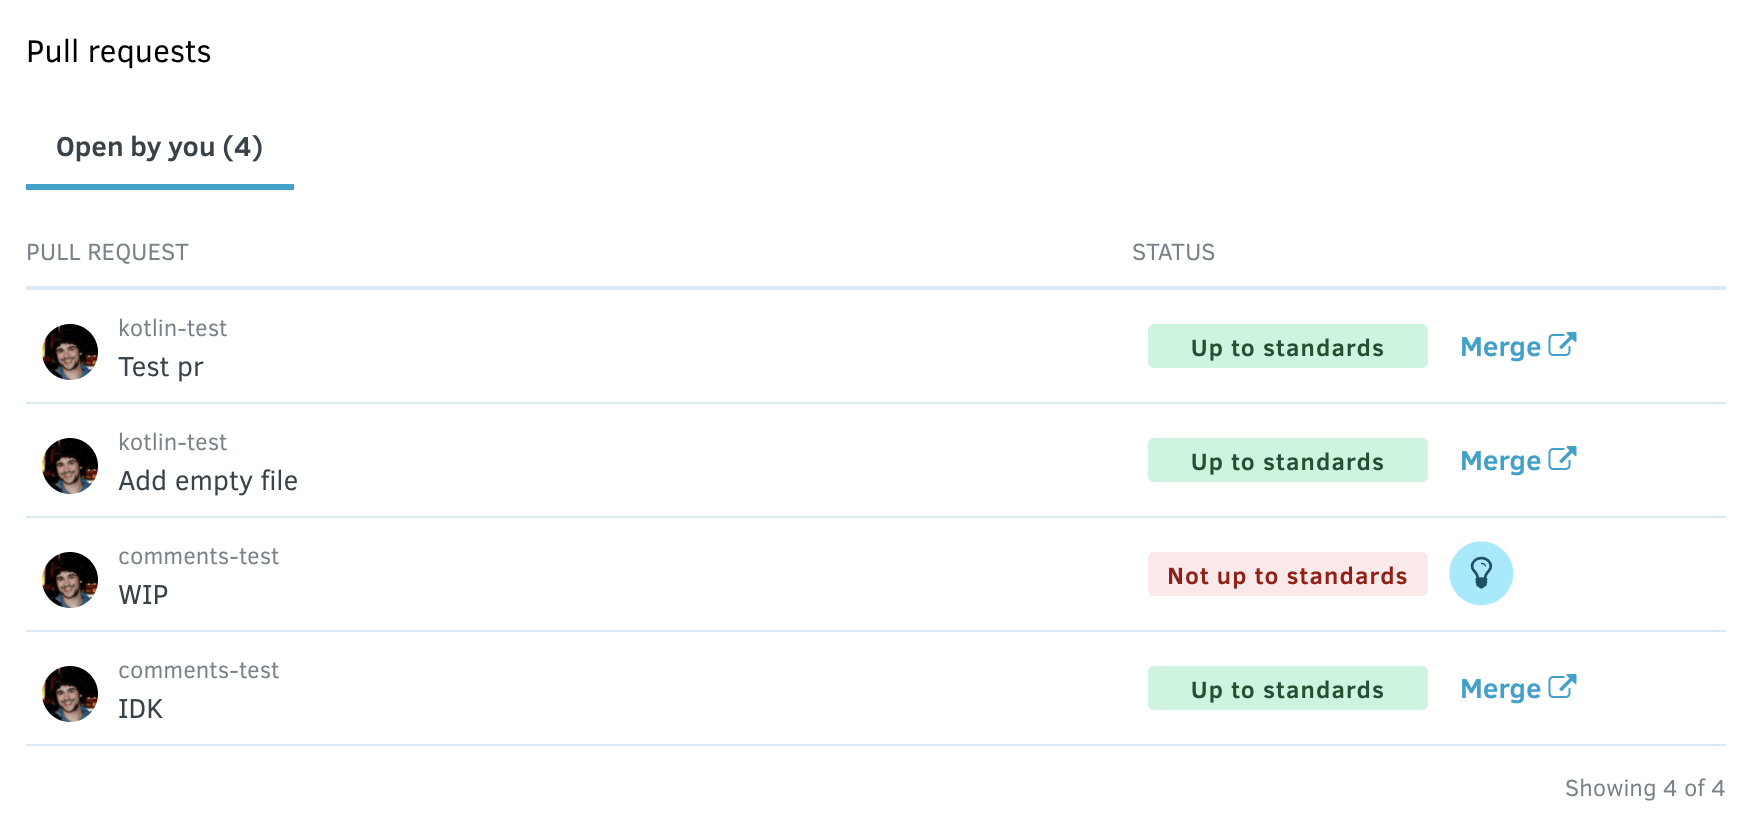 Pull requests
Open by you (4)
PULL REQUEST STATUS
kotlin-test
Test pr
Up to standards Merge
kotlin-test
Add empty file
Up to standards Merge
comments-test
WIP
Not up to standards
comments-test
IDK
Up to standards Merge
Showing 4 of 4